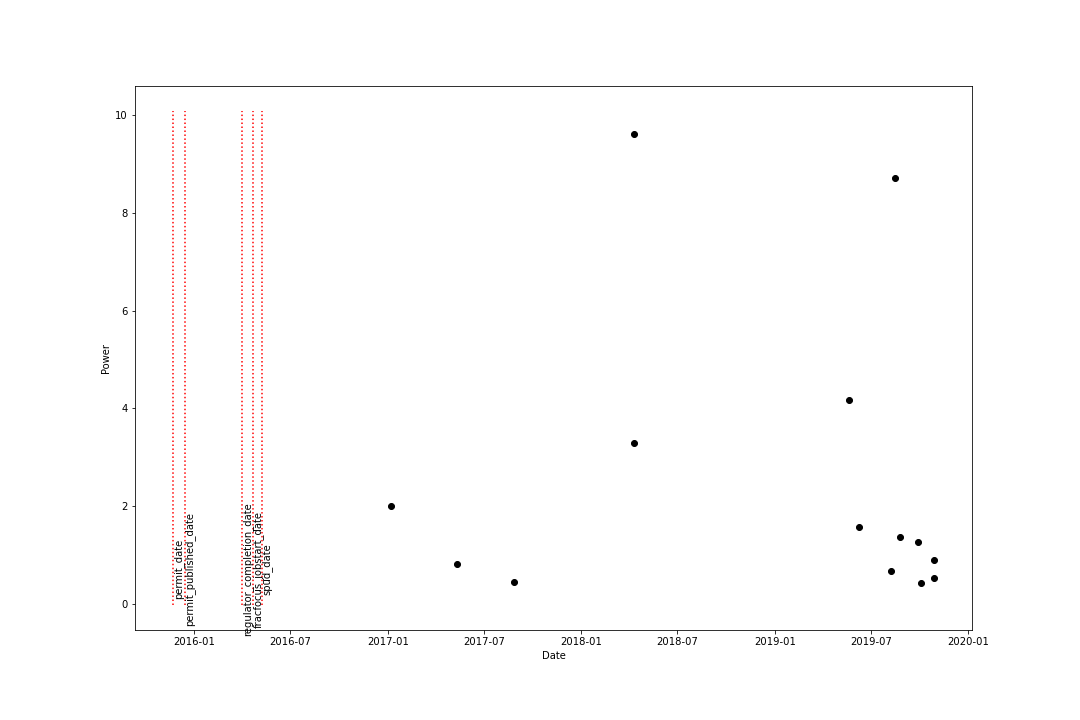 10
8
6
4
2
0
Power
permit_date
permit_published_date
regulator_completion_date
fracfocus_jobstart_date
spud_date
2016-01
2016-07
2017-01
2017-07
2018-01
2018-07
2019-01
2019-07
2020-01
Date